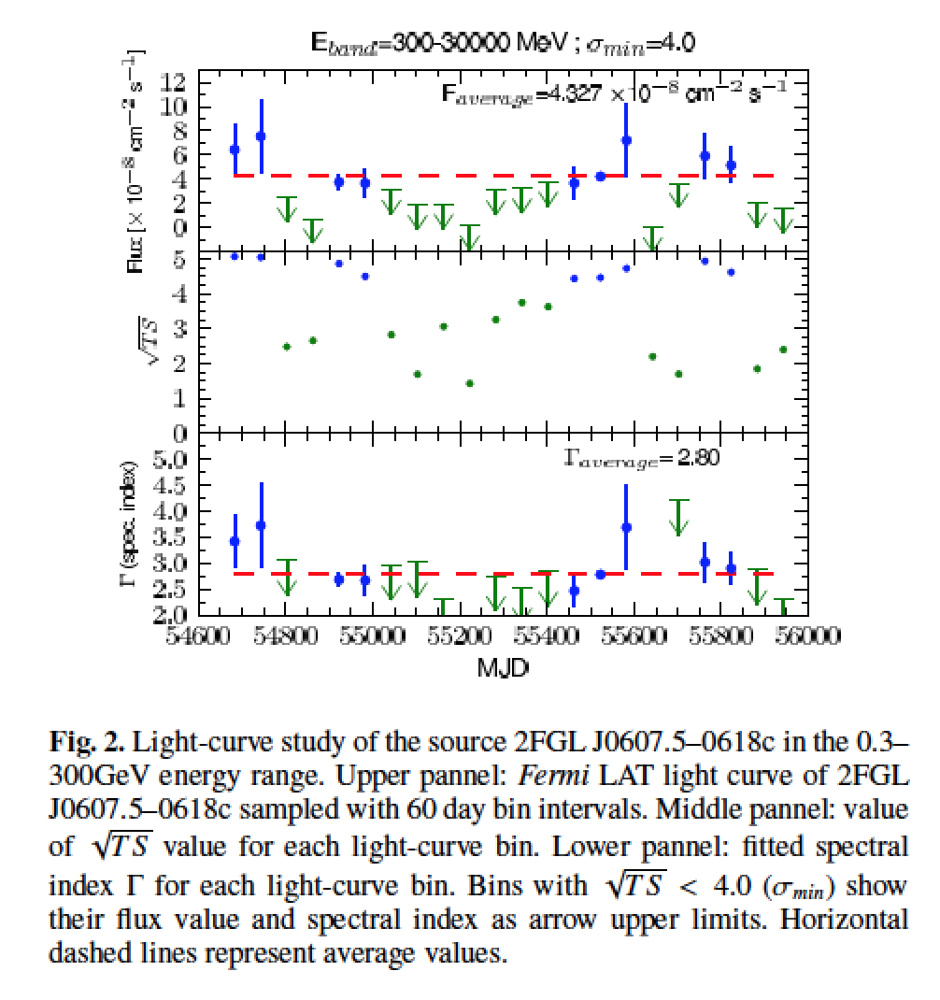 E_band=300-30000 MeV ; σ_min=4.0
Flux [× 10⁻⁸ cm⁻² s⁻¹]
F_average=4.327 ×10⁻⁸ cm⁻² s⁻¹
12
10
8
6
4
2
0
√TS
5
4
3
2
1
0
Γ (spec. index)
Γ_average= 2.80
5.0
4.5
4.0
3.5
3.0
2.5
2.0
54600 54800 55000 55200 55400 55600 55800 56000
MJD
Fig. 2. Light-curve study of the source 2FGL J0607.5–0618c in the 0.3–
300GeV energy range. Upper pannel: Fermi LAT light curve of 2FGL
J0607.5–0618c sampled with 60 day bin intervals. Middle pannel: value
of √TS value for each light-curve bin. Lower pannel: fitted spectral
index Γ for each light-curve bin. Bins with √TS < 4.0 (σ_min) show
their flux value and spectral index as arrow upper limits. Horizontal
dashed lines represent average values.